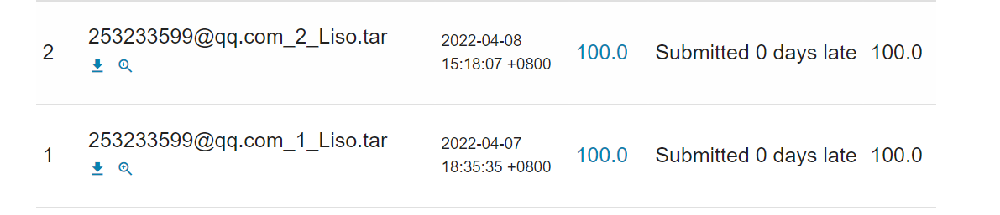 2 253233599@qq.com_2_Liso.tar 2022-04-08 100.0 Submitted 0 days late 100.0
15:18:07 +0800
1 253233599@qq.com_1_Liso.tar 2022-04-07 100.0 Submitted 0 days late 100.0
18:35:35 +0800